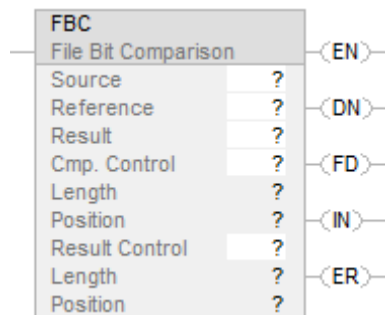 FBC
File Bit Comparison (EN)
Source ?
Reference ? (DN)
Result ?
Cmp. Control ? (FD)
Length ?
Position ? (IN)
Result Control ?
Length ? (ER)
Position ?